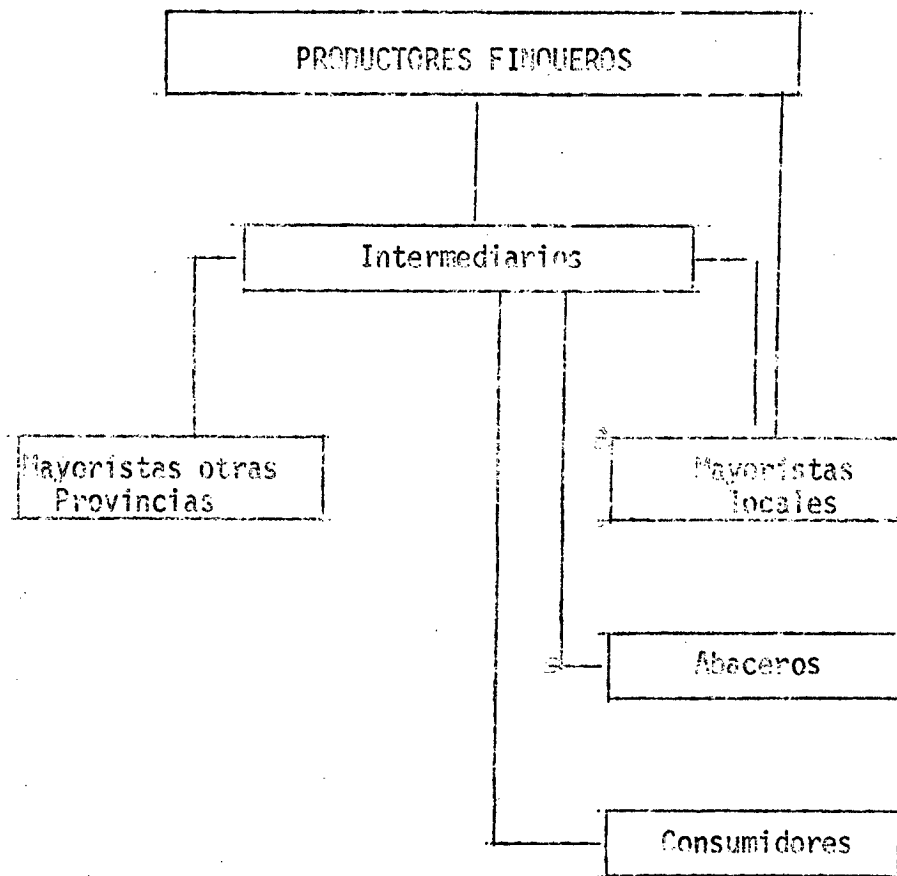 PRODUCTORES FINQUEROS
Intermediarios
Mayoristas otras
Provincias
Mayoristas
locales
Abaceros
Consumidores